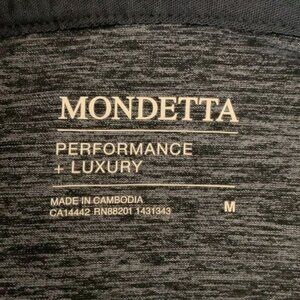 MONDETTA
PERFORMANCE
+ LUXURY
MADE IN CAMBODIA
CA14442 RN88201 1431343 M